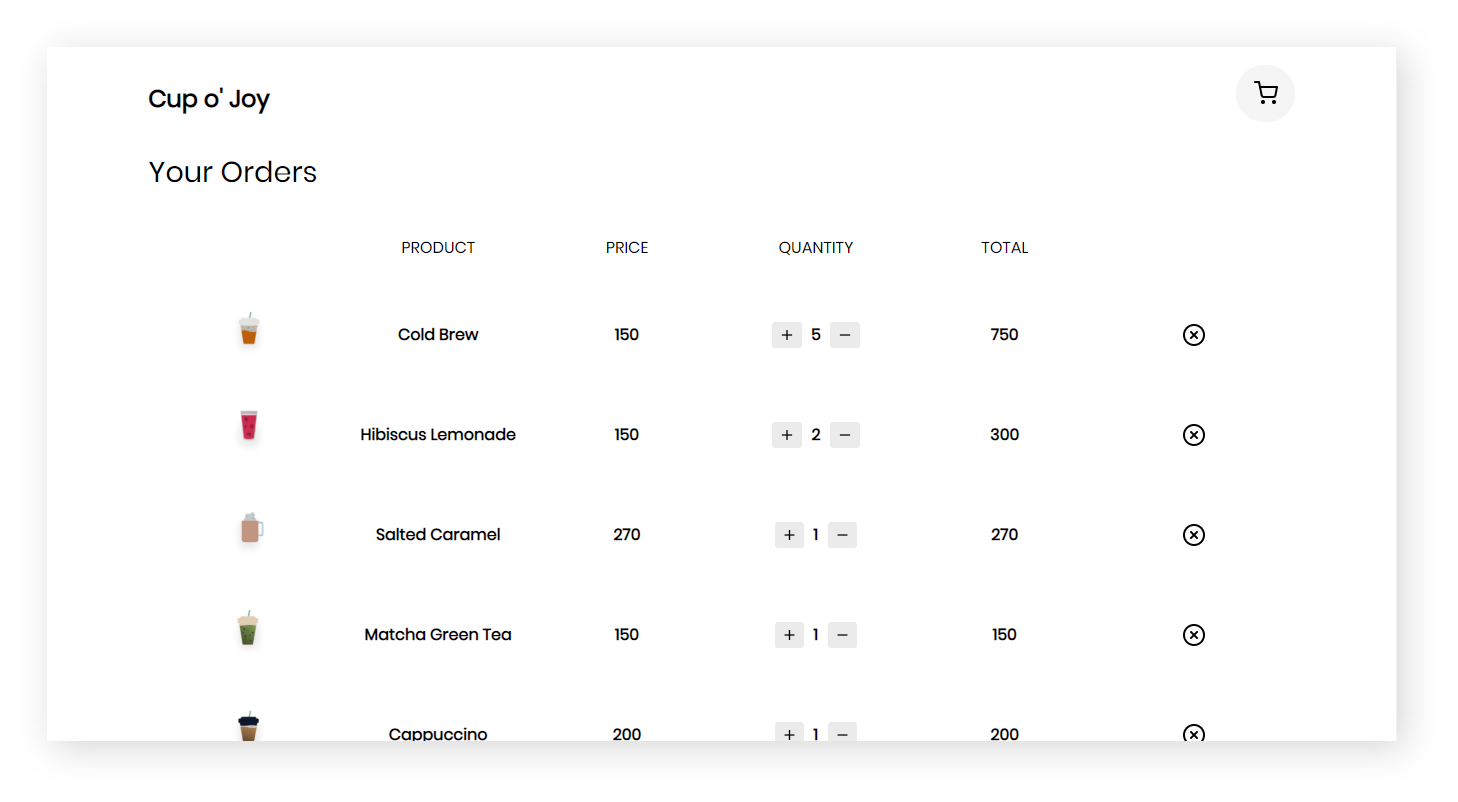 Cup o' Joy
Your Orders
PRODUCT PRICE QUANTITY TOTAL
Cold Brew 150 + 5 − 750
Hibiscus Lemonade 150 + 2 − 300
Salted Caramel 270 + 1 − 270
Matcha Green Tea 150 + 1 − 150
Cappuccino 200 + 1 − 200